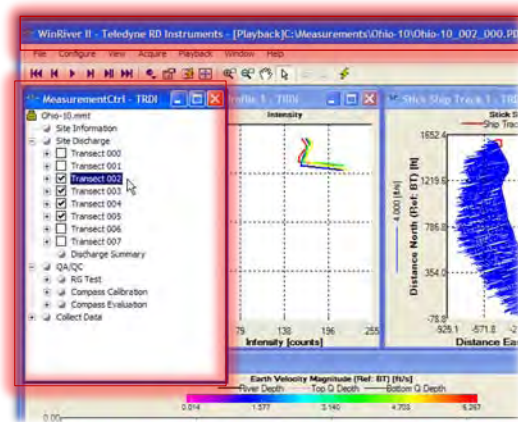 WinRiver II - Teledyne RD Instruments - [Playback]C:\Measurements\Ohio-10\Ohio-10_002_000.PD
File Configure View Acquire Playback Window Help
MeasurementCtrl - TRDI
Profile 1 - TRDI
Stick Ship Track 1 - TRDI
Ohio-10.mmt
Site Information
Site Discharge
Transect 000
Transect 001
Transect 002
Transect 003
Transect 004
Transect 005
Transect 006
Transect 007
Discharge Summary
QA/QC
RG Test
Compass Calibration
Compass Evaluation
Collect Data
Intensity
79 138 196 255
Intensity [counts]
Stick S
Ship Trac
4.000 [ft/s]
Distance North (Ref: BT) [ft]
1652.4
1219.6
786.8
354.0
-78.8
-925.1 -571.8
Distance Eas
Earth Velocity Magnitude (Ref: BT) [ft/s]
River Depth Top Q Depth Bottom Q Depth
0.014 1.577 3.140 4.703 6.267
0.00